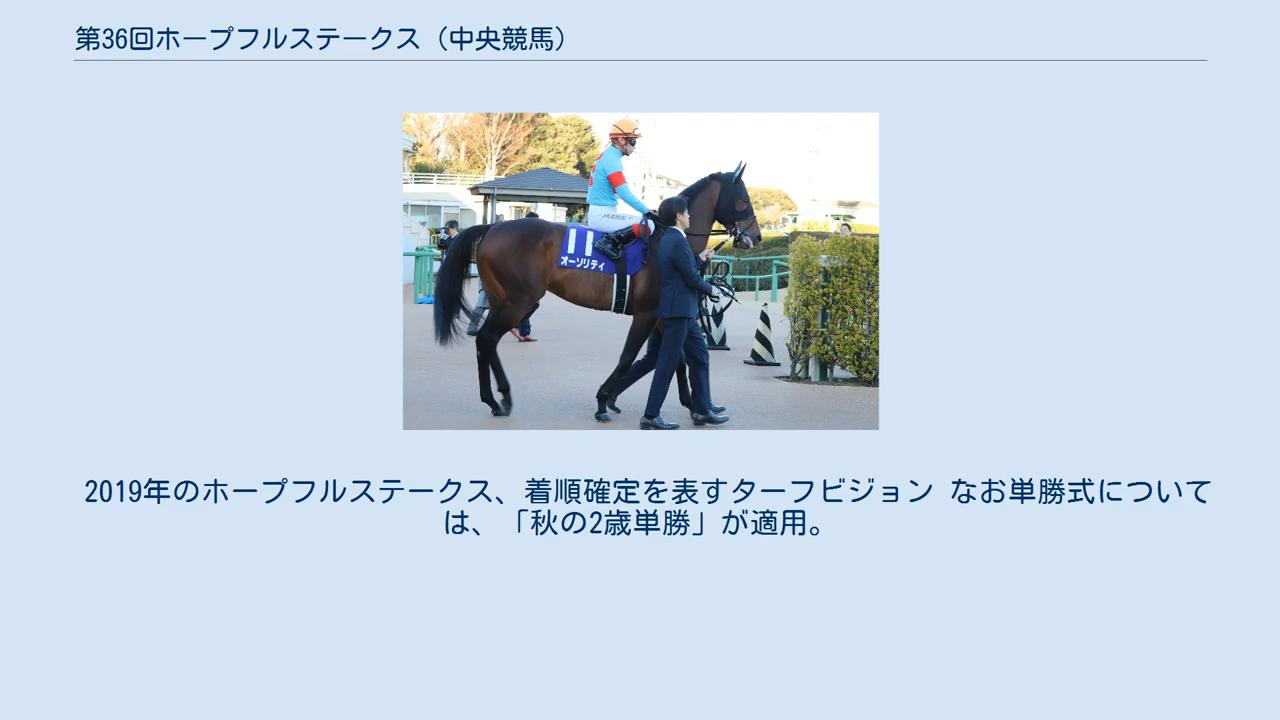 第36回ホープフルステークス（中央競馬）
11
オーソリティ
2019年のホープフルステークス、着順確定を表すターフビジョン なお単勝式について
は、「秋の2歳単勝」が適用。